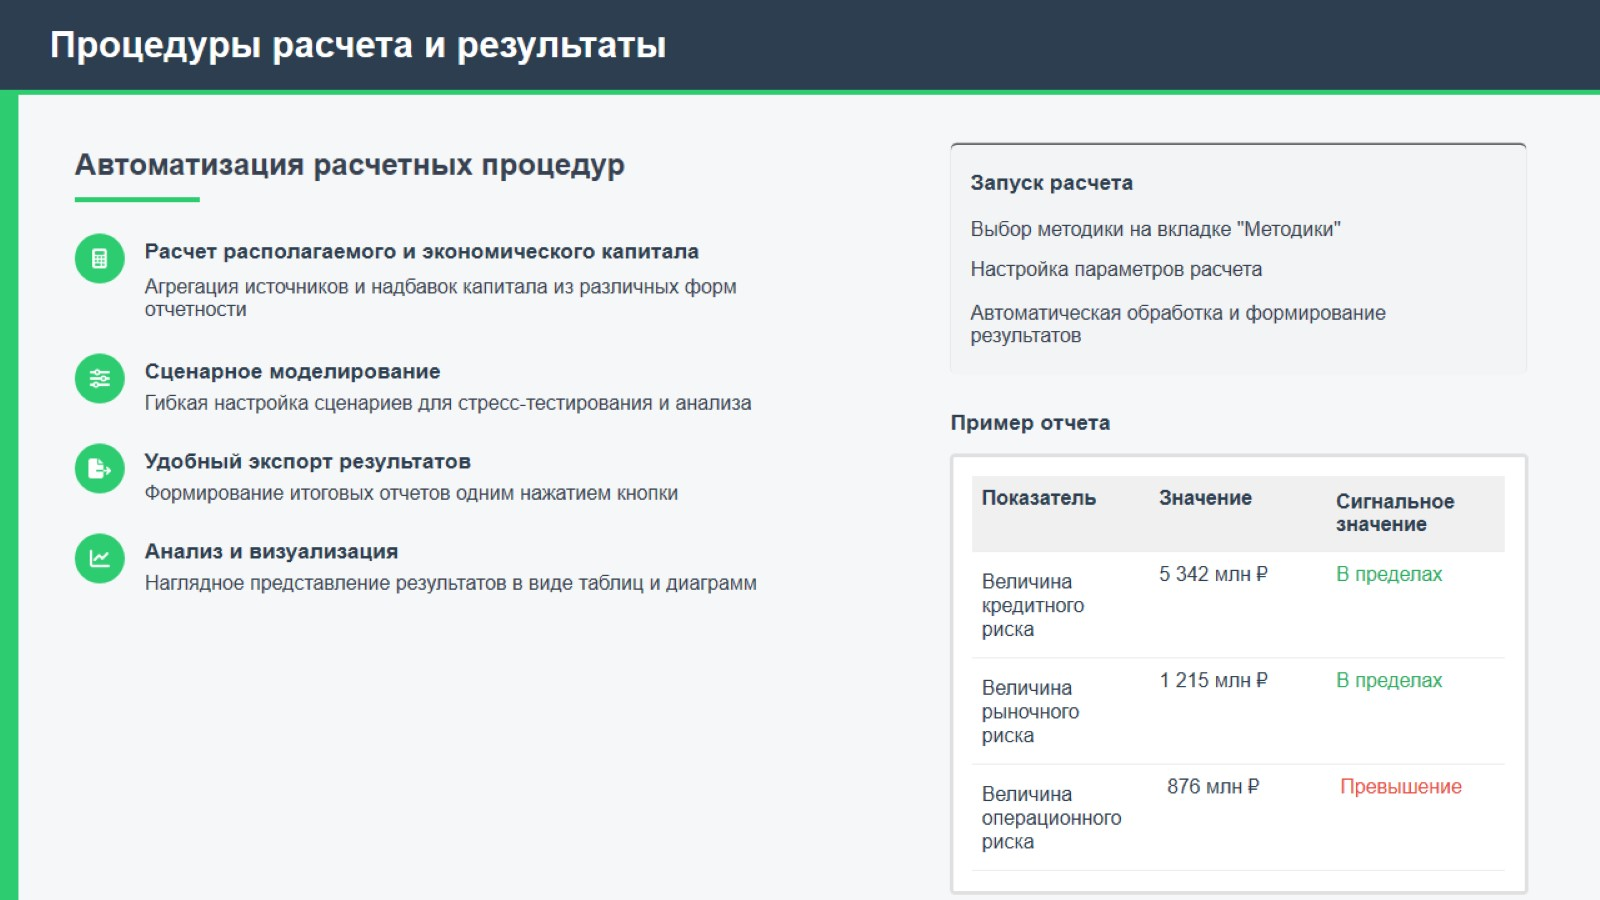 Процедуры расчета и результаты
Автоматизация расчетных процедур
Расчет располагаемого и экономического капитала
Агрегация источников и надбавок капитала из различных форм
отчетности
Сценарное моделирование
Гибкая настройка сценариев для стресс-тестирования и анализа
Удобный экспорт результатов
Формирование итоговых отчетов одним нажатием кнопки
Анализ и визуализация
Наглядное представление результатов в виде таблиц и диаграмм
Запуск расчета
Выбор методики на вкладке "Методики"
Настройка параметров расчета
Автоматическая обработка и формирование
результатов
Пример отчета
Показатель
Значение
Сигнальное
значение
Величина
кредитного
риска
5 342 млн ₽
В пределах
Величина
рыночного
риска
1 215 млн ₽
В пределах
Величина
операционного
риска
876 млн ₽
Превышение